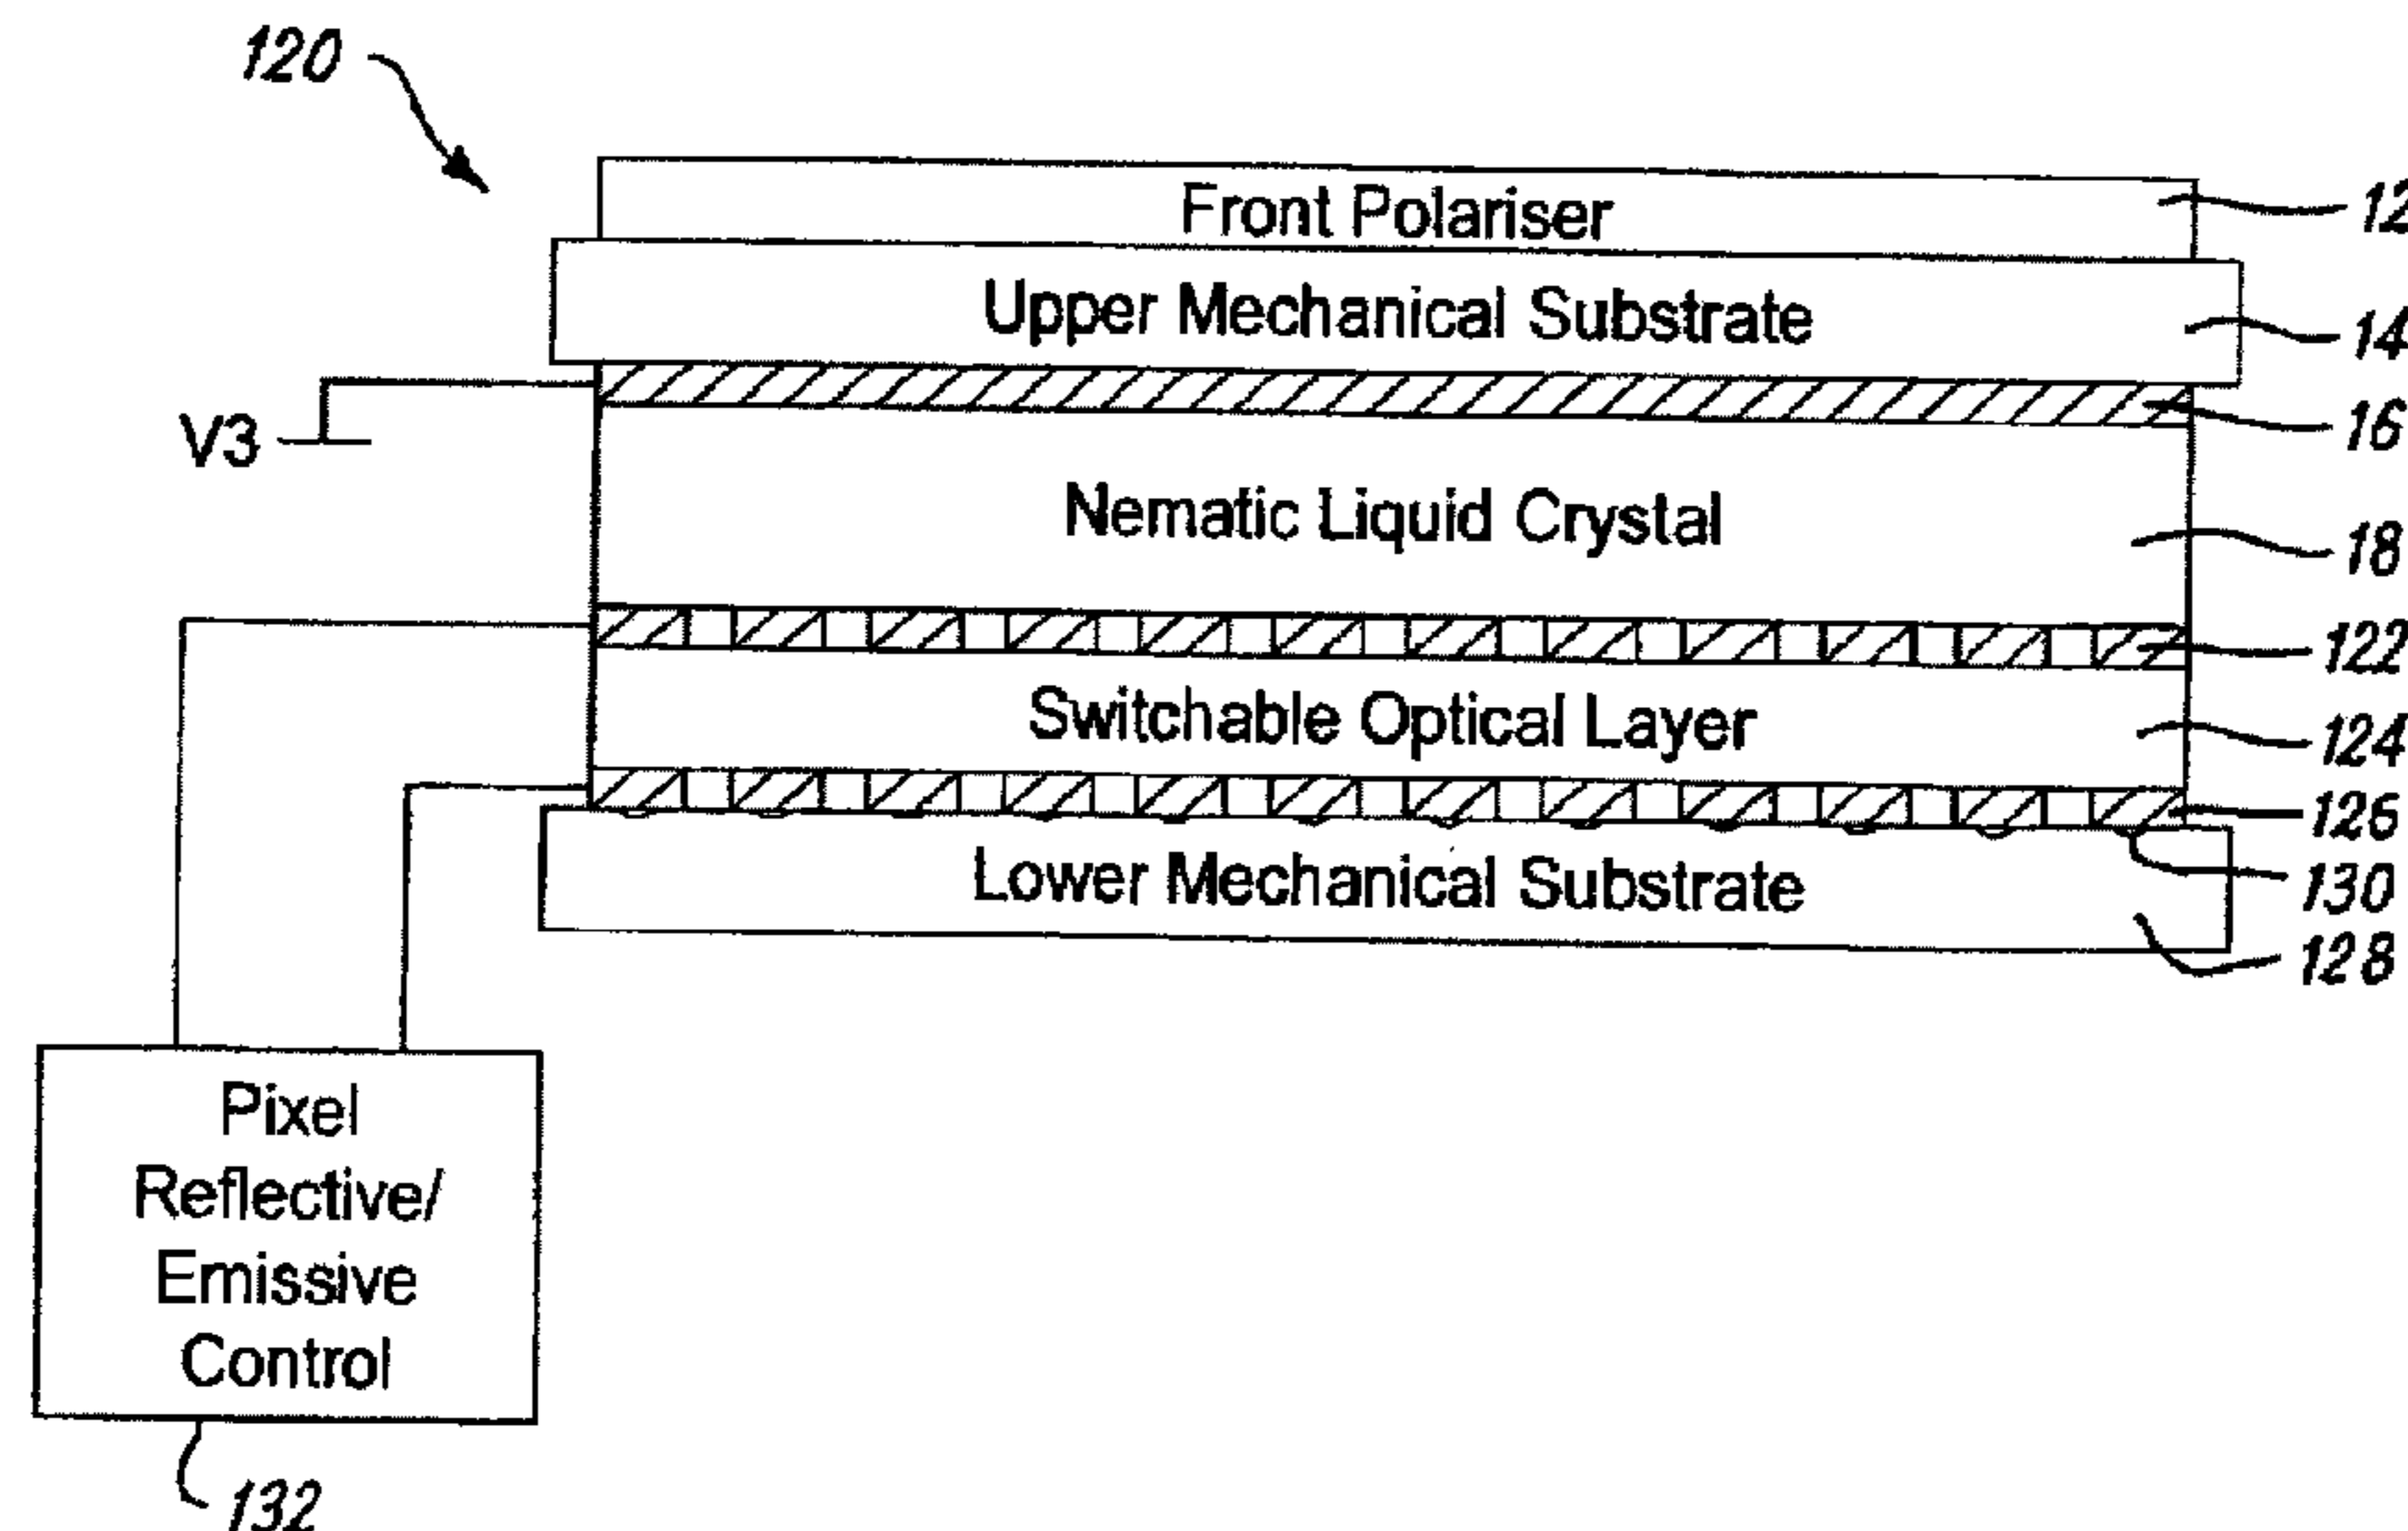 120
Front Polariser
12
Upper Mechanical Substrate
14
16
V3
Nematic Liquid Crystal
18
122
Switchable Optical Layer
124
126
Lower Mechanical Substrate
130
128
Pixel
Reflective/
Emissive
Control
132